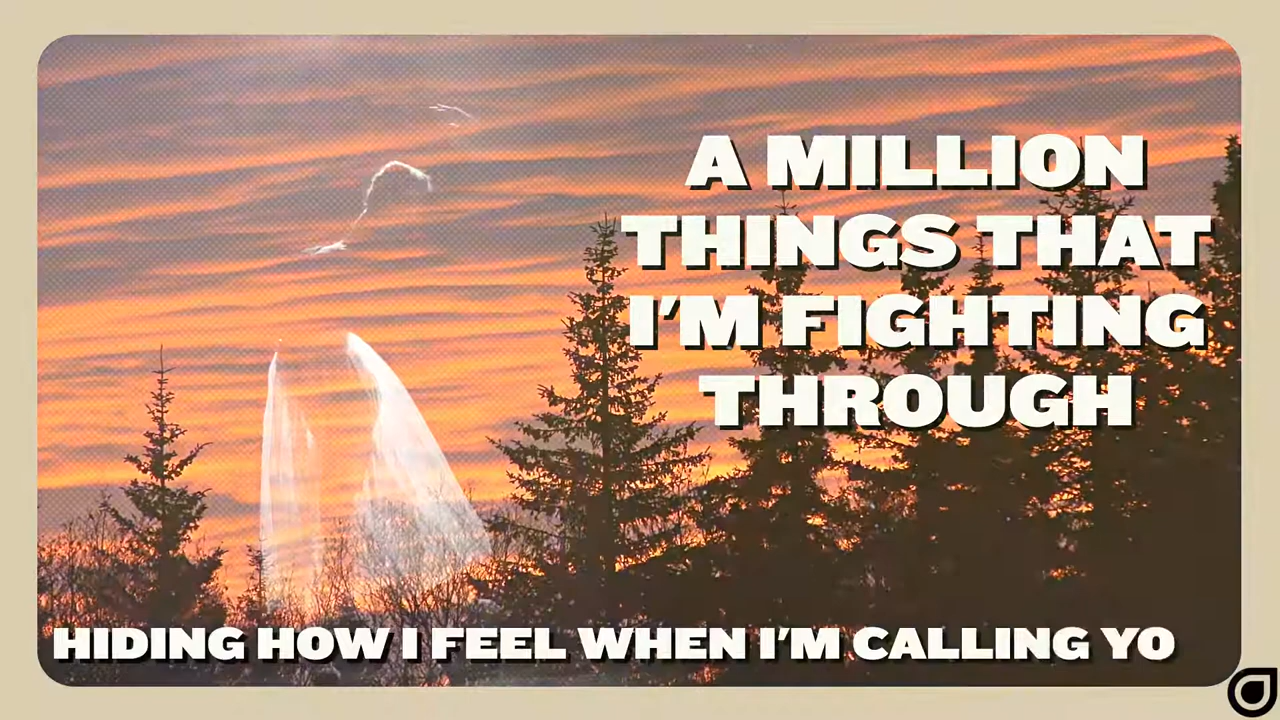 A MILLION
THINGS THAT
I'M FIGHTING
THROUGH
HIDING HOW I FEEL WHEN I'M CALLING YO